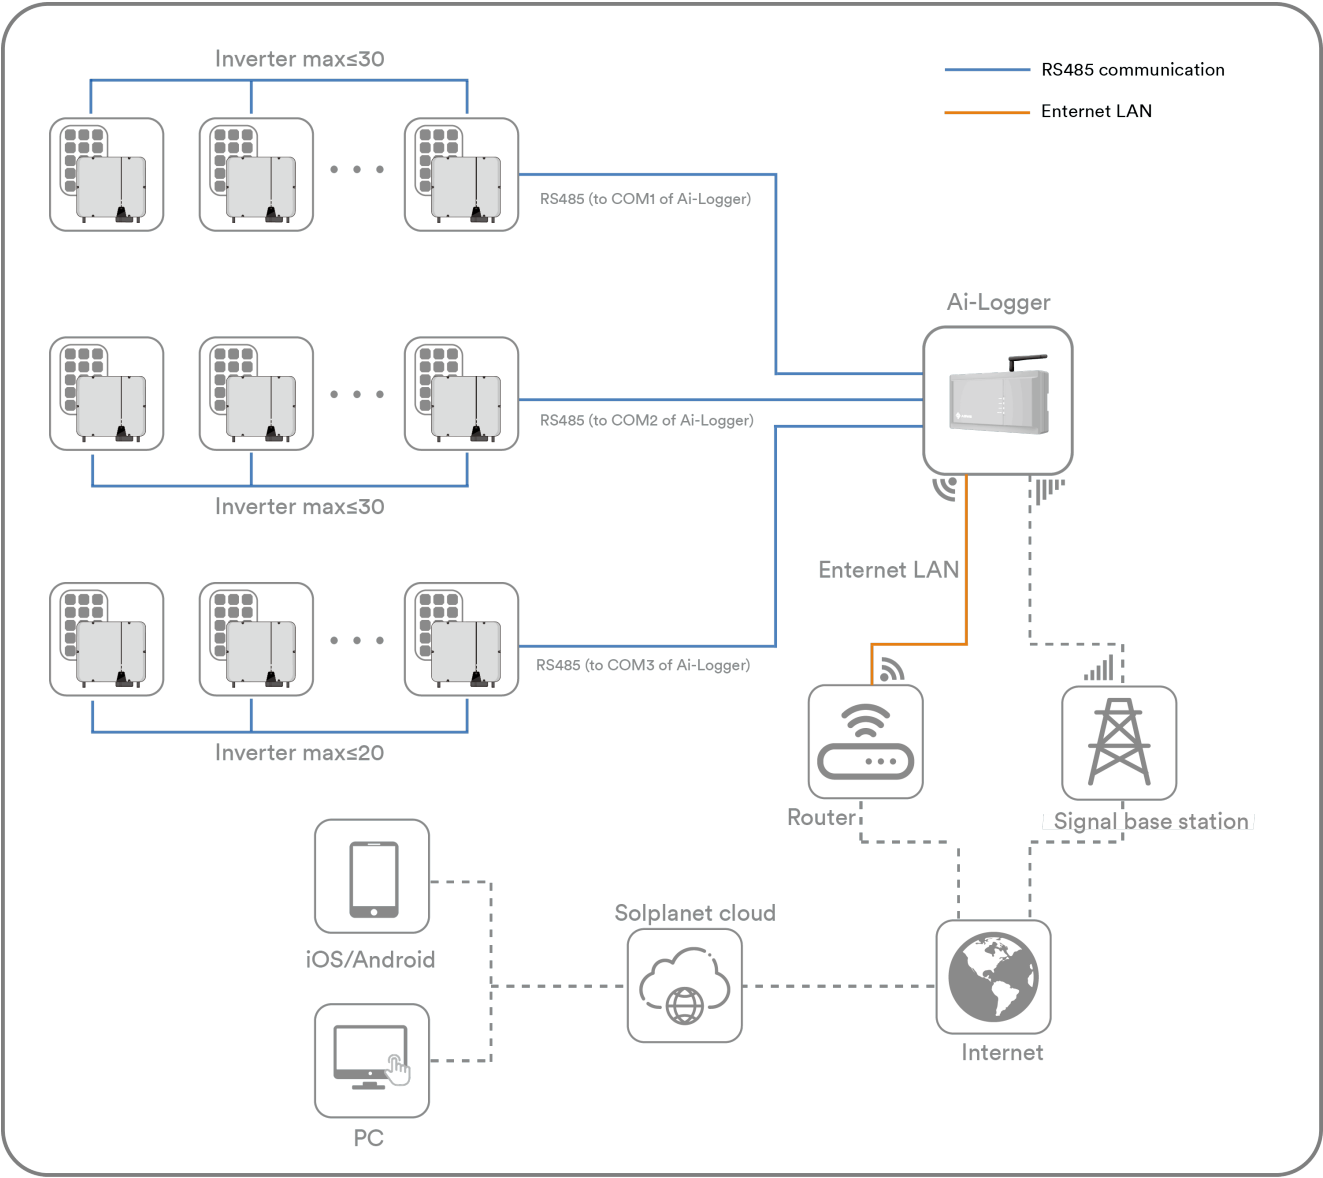 Inverter max≤30
RS485 communication
Enternet LAN
RS485 (to COM1 of Ai-Logger)
Ai-Logger
RS485 (to COM2 of Ai-Logger)
Inverter max≤30
Enternet LAN
RS485 (to COM3 of Ai-Logger)
Inverter max≤20
Router
Signal base station
Solplanet cloud
iOS/Android
Internet
PC